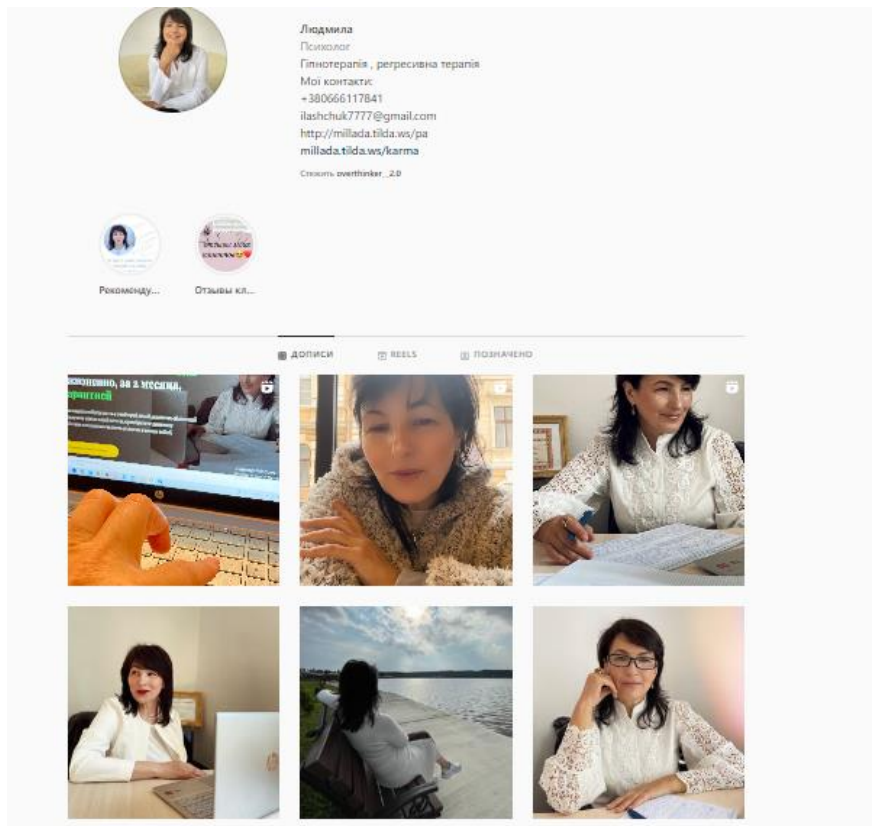 Людмила
Психолог
Гіпнотерапія , регресивна терапія
Мої контакти:
+380666117841
ilashchuk7777@gmail.com
http://millada.tilda.ws/pa
millada.tilda.ws/karma
Стежить overthinker_2.0
Рекоменду...
Отзывы кл...
ДОПИСИ
REELS
ПОЗНАЧЕНО
за 2 месяца,